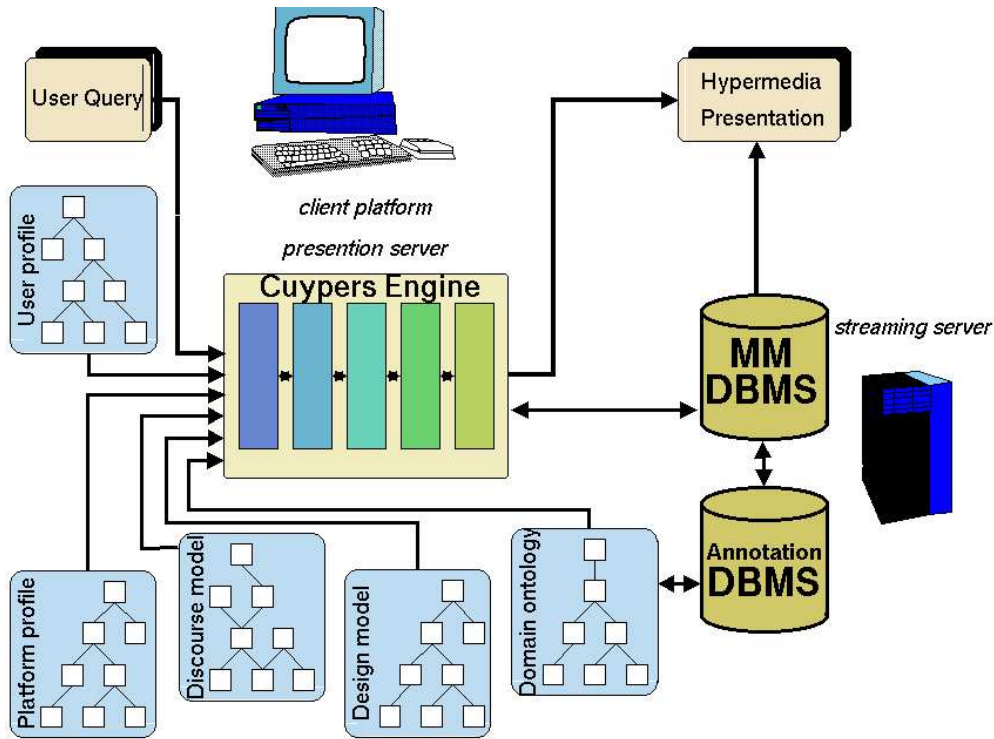 User Query
Hypermedia
Presentation
client platform
presention server
User profile
Cuypers Engine
streaming server
MM
DBMS
Annotation
DBMS
Platform profile
Discourse model
Design model
Domain ontology